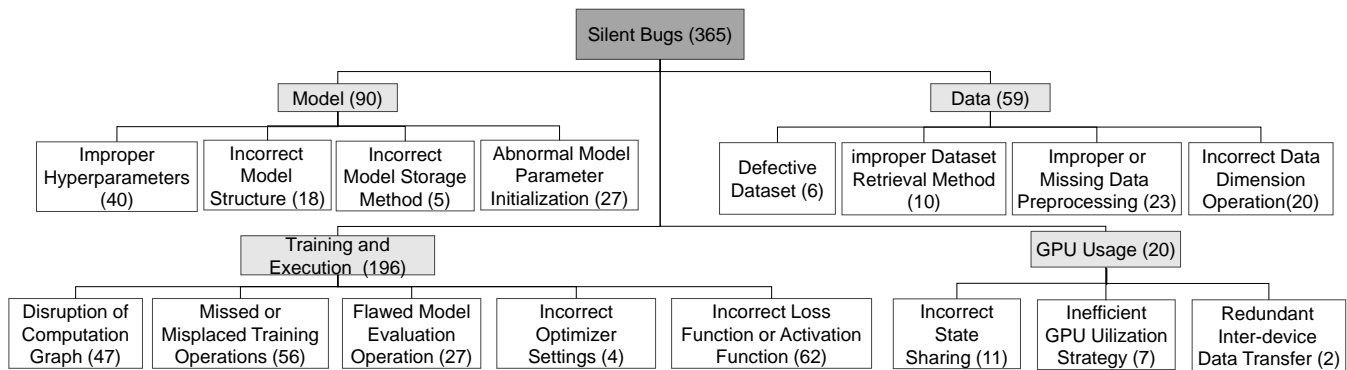 Silent Bugs (365)
Model (90)
Data (59)
Improper
Hyperparameters
(40)
Incorrect
Model
Structure (18)
Incorrect
Model Storage
Method (5)
Abnormal Model
Parameter
Initialization (27)
Defective
Dataset (6)
improper Dataset
Retrieval Method
(10)
Improper or
Missing Data
Preprocessing (23)
Incorrect Data
Dimension
Operation(20)
Training and
Execution (196)
GPU Usage (20)
Disruption of
Computation
Graph (47)
Missed or
Misplaced Training
Operations (56)
Flawed Model
Evaluation
Operation (27)
Incorrect
Optimizer
Settings (4)
Incorrect Loss
Function or Activation
Function (62)
Incorrect
State
Sharing (11)
Inefficient
GPU Uilization
Strategy (7)
Redundant
Inter-device
Data Transfer (2)